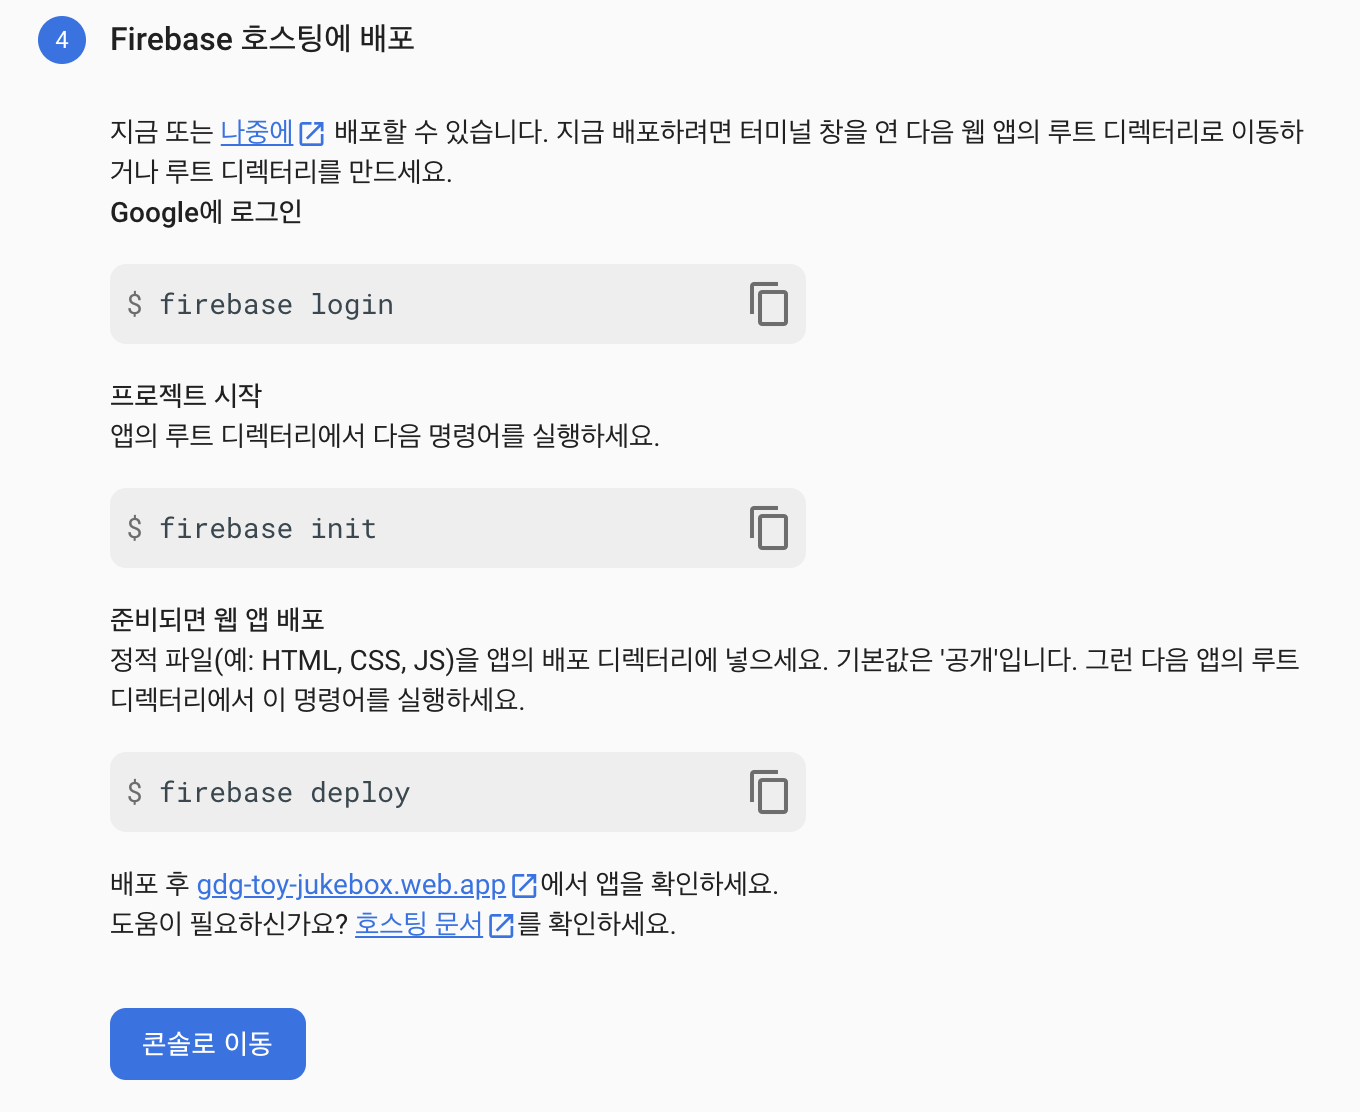 4
Firebase 호스팅에 배포
지금 또는 나중에 배포할 수 있습니다. 지금 배포하려면 터미널 창을 연 다음 웹 앱의 루트 디렉터리로 이동하
거나 루트 디렉터리를 만드세요.
Google에 로그인
$ firebase login
프로젝트 시작
앱의 루트 디렉터리에서 다음 명령어를 실행하세요.
$ firebase init
준비되면 웹 앱 배포
정적 파일(예: HTML, CSS, JS)을 앱의 배포 디렉터리에 넣으세요. 기본값은 '공개'입니다. 그런 다음 앱의 루트
디렉터리에서 이 명령어를 실행하세요.
$ firebase deploy
배포 후 gdg-toy-jukebox.web.app에서 앱을 확인하세요.
도움이 필요하신가요? 호스팅 문서를 확인하세요.
콘솔로 이동